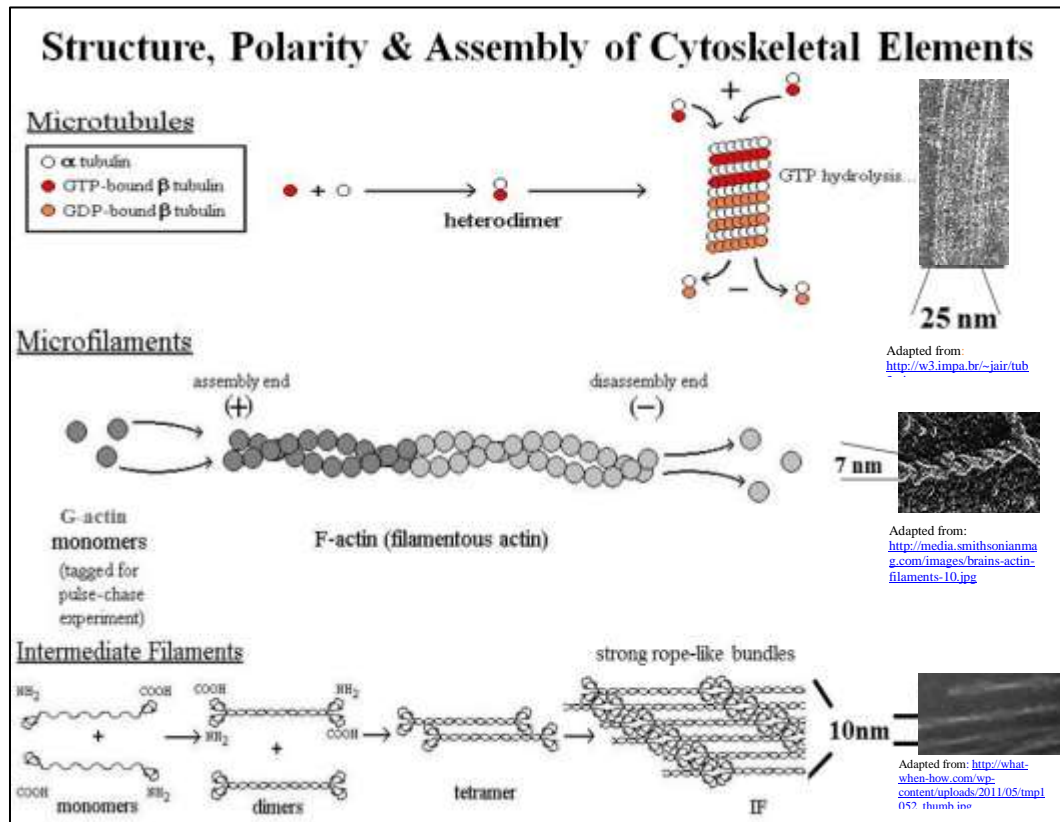 Structure, Polarity & Assembly of Cytoskeletal Elements
Microtubules
α tubulin
GTP-bound β tubulin
GDP-bound β tubulin
+
heterodimer
+
GTP hydrolysis...
−
25 nm
Adapted from:
http://w3.impa.br/~jair/tub
Microfilaments
assembly end
(+)
disassembly end
(−)
7 nm
G-actin
monomers
(tagged for
pulse-chase
experiment)
F-actin (filamentous actin)
Adapted from:
http://media.smithsonianma
g.com/images/brains-actin-
filaments-10.jpg
Intermediate Filaments
strong rope-like bundles
NH2
COOH
+
COOH
NH2
monomers
COOH
NH2
NH2
COOH
+
dimers
tetramer
IF
10nm
Adapted from: http://what-
when-how.com/wp-
content/uploads/2011/05/tmp1
052_thumb.jpg